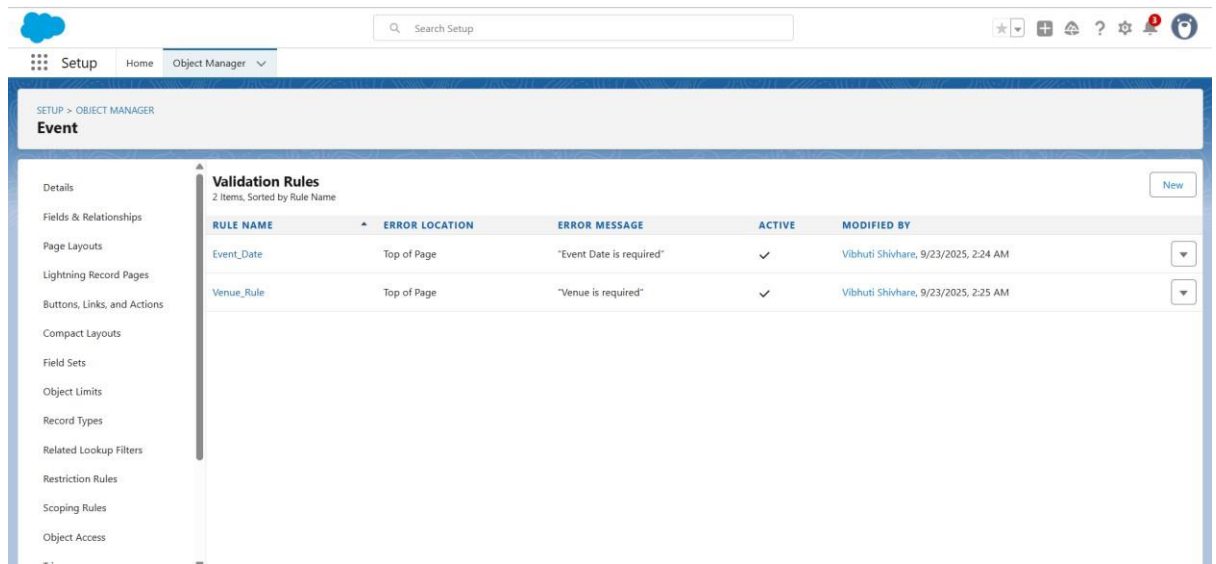 Search Setup
3
Setup Home Object Manager
SETUP > OBJECT MANAGER
Event
Details
Fields & Relationships
Page Layouts
Lightning Record Pages
Buttons, Links, and Actions
Compact Layouts
Field Sets
Object Limits
Record Types
Related Lookup Filters
Restriction Rules
Scoping Rules
Object Access
Validation Rules
2 Items, Sorted by Rule Name
New
RULE NAME ERROR LOCATION ERROR MESSAGE ACTIVE MODIFIED BY
Event_Date Top of Page "Event Date is required" ✓ Vibhuti Shivhare, 9/23/2025, 2:24 AM
Venue_Rule Top of Page "Venue is required" ✓ Vibhuti Shivhare, 9/23/2025, 2:25 AM